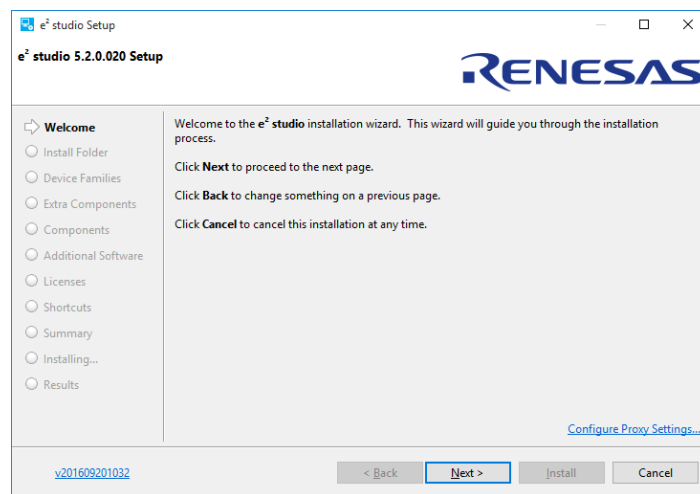 e² studio Setup
e² studio 5.2.0.020 Setup
RENESAS
Welcome
Install Folder
Device Families
Extra Components
Components
Additional Software
Licenses
Shortcuts
Summary
Installing...
Results
Welcome to the e² studio installation wizard. This wizard will guide you through the installation
process.
Click Next to proceed to the next page.
Click Back to change something on a previous page.
Click Cancel to cancel this installation at any time.
Configure Proxy Settings...
v201609201032
< Back
Next >
Install
Cancel